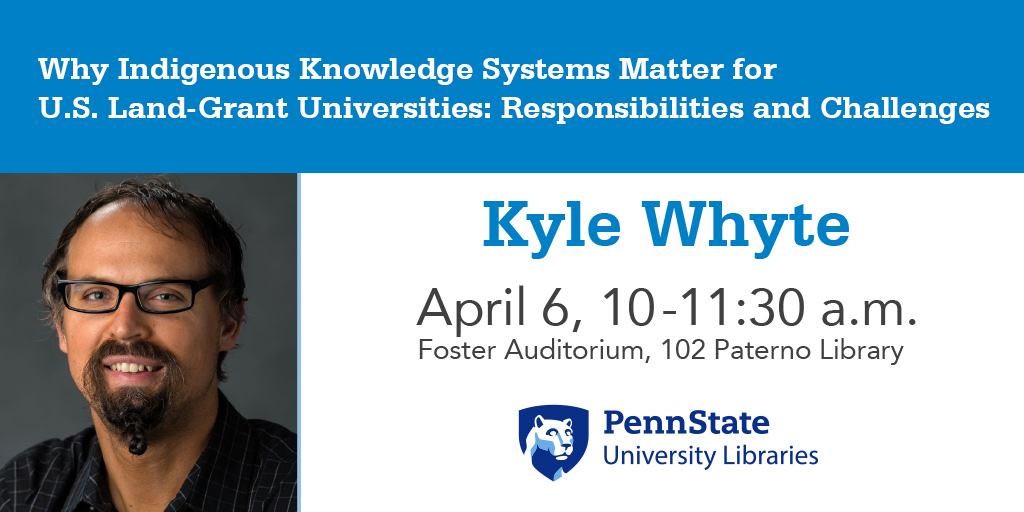 Why Indigenous Knowledge Systems Matter for
U.S. Land-Grant Universities: Responsibilities and Challenges
Kyle Whyte
April 6, 10-11:30 a.m.
Foster Auditorium, 102 Paterno Library
PennState
University Libraries